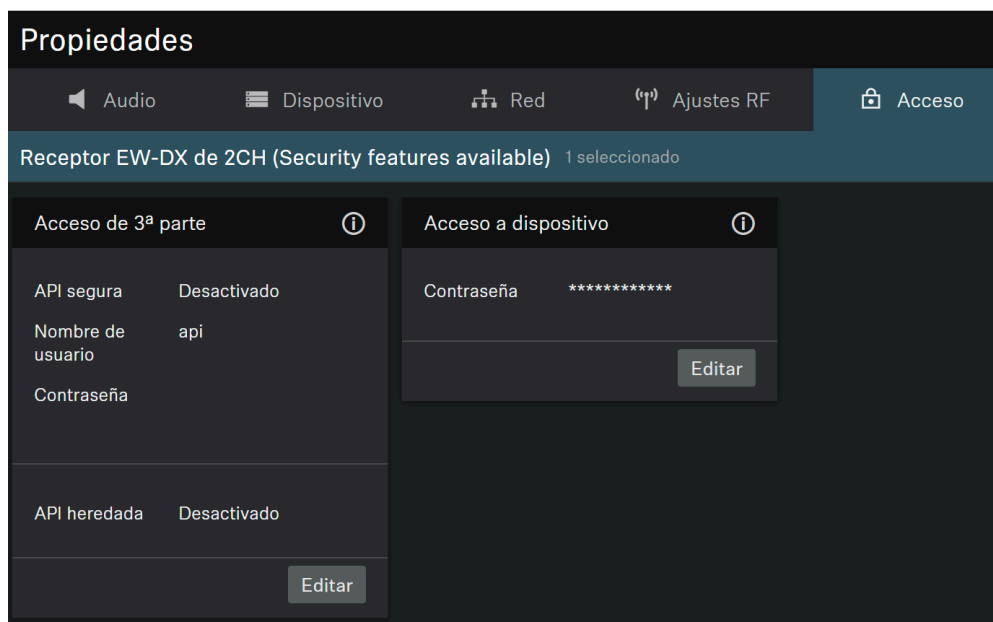 Propiedades
Audio Dispositivo Red Ajustes RF Acceso
Receptor EW-DX de 2CH (Security features available) 1 seleccionado
Acceso de 3ª parte
API segura Desactivado
Nombre de
usuario api
Contraseña
API heredada Desactivado
Editar
Acceso a dispositivo
Contraseña ************
Editar